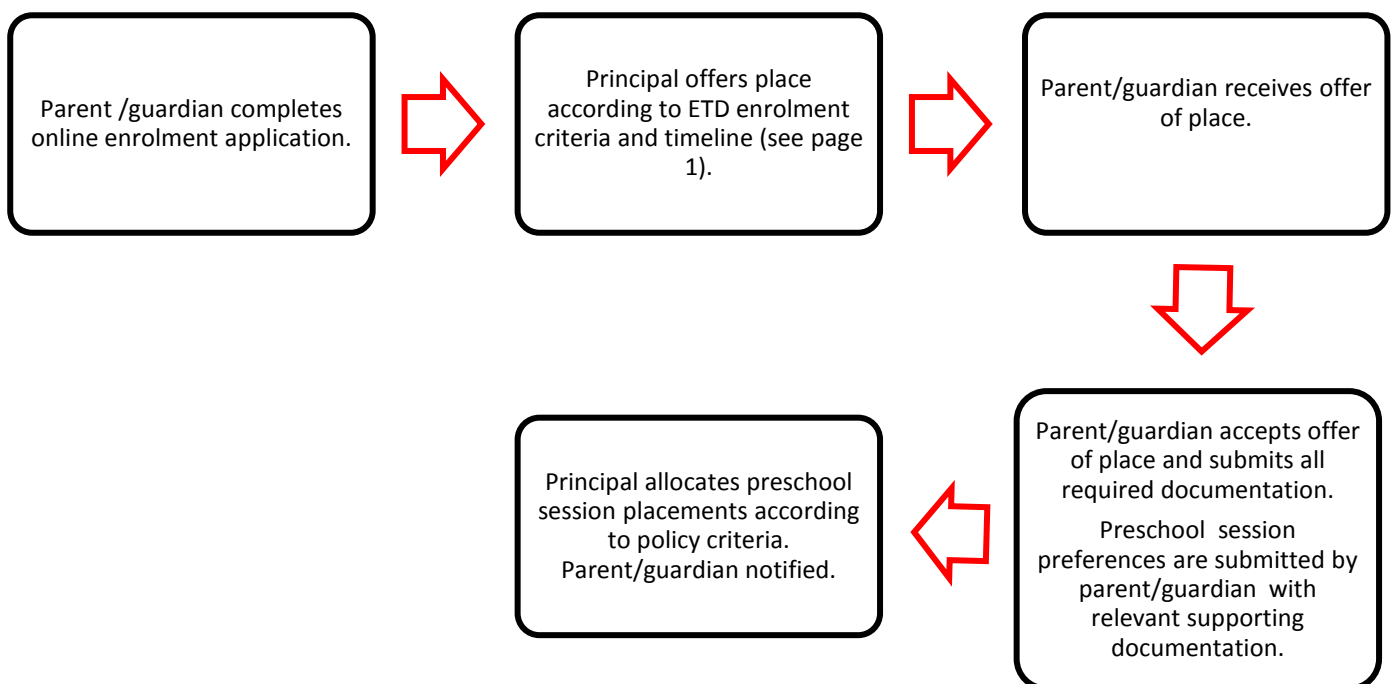 Parent /guardian completes
online enrolment application.
Principal offers place
according to ETD enrolment
criteria and timeline (see page
1).
Parent/guardian receives offer
of place.
Parent/guardian accepts offer
of place and submits all
required documentation.
Preschool  session
preferences are submitted by
parent/guardian  with
relevant supporting
documentation.
Principal allocates preschool
session placements according
to policy criteria.
Parent/guardian notified.